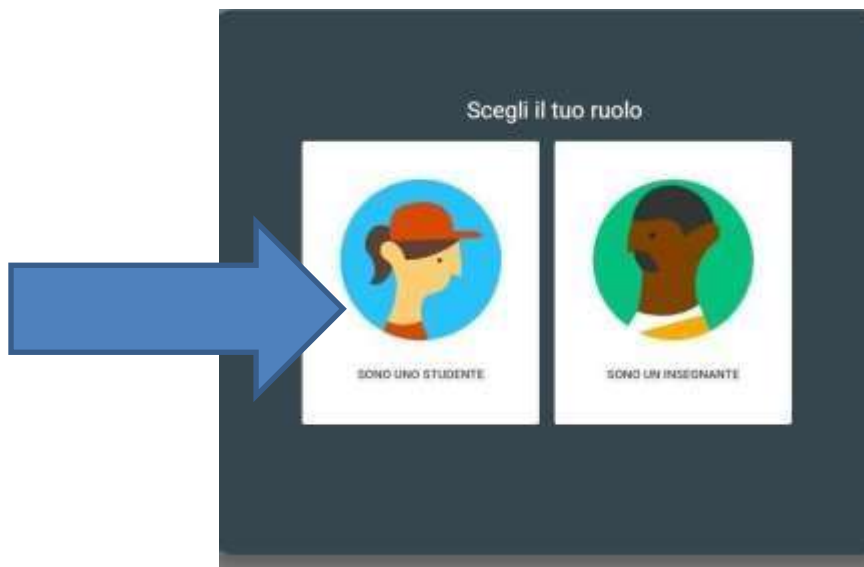 Scegli il tuo ruolo
SONO UNO STUDENTE
SONO UN INSEGNANTE